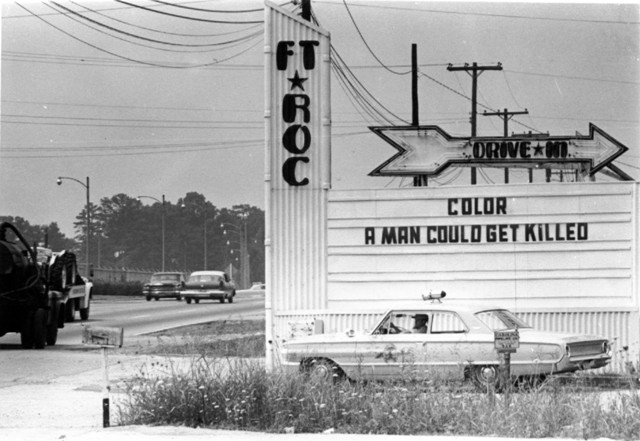 FT
★
ROC
DRIVE★IN
COLOR
A MAN COULD GET KILLED